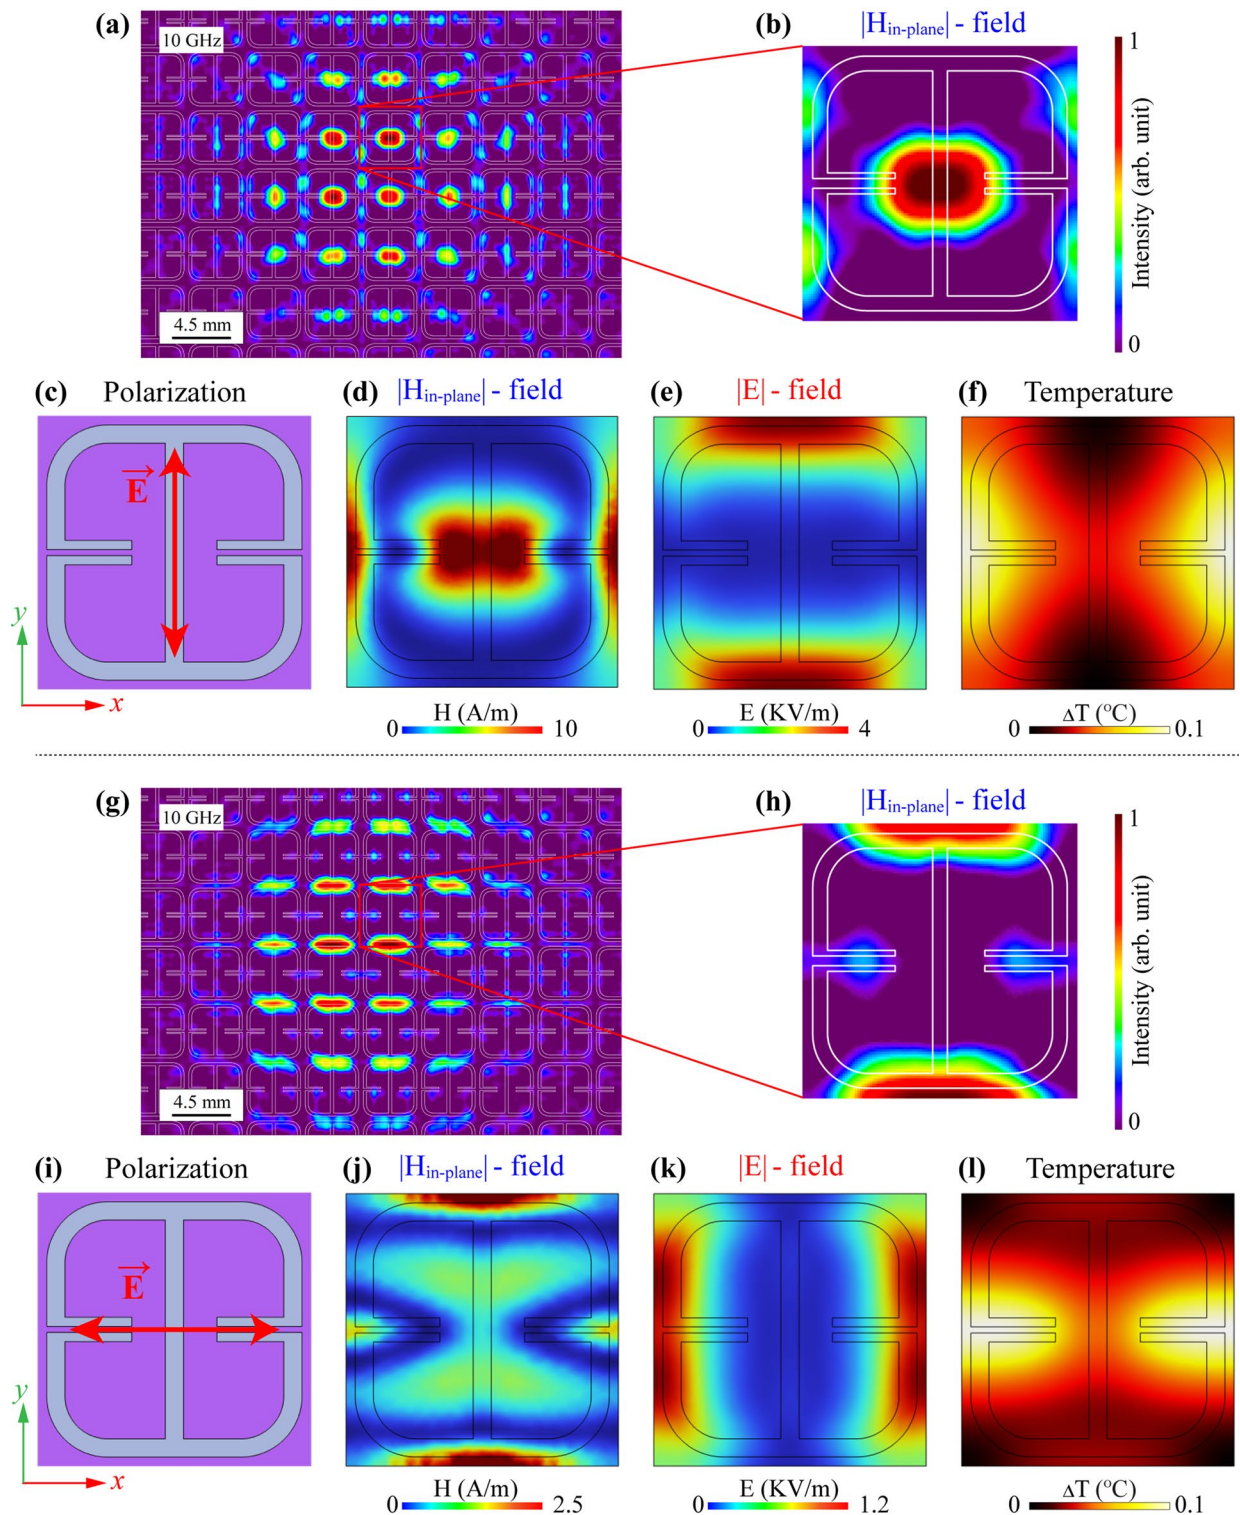 (a)
10 GHz
4.5 mm
(b)
|Hin-plane| - field
1
Intensity (arb. unit)
0
(c) Polarization
E
y
x
(d) |Hin-plane| - field
H (A/m)
0 10
(e) |E| - field
E (KV/m)
0 4
(f) Temperature
ΔT (°C)
0 0.1
(g)
10 GHz
4.5 mm
(h)
|Hin-plane| - field
1
Intensity (arb. unit)
0
(i) Polarization
E
y
x
(j) |Hin-plane| - field
H (A/m)
0 2.5
(k) |E| - field
E (KV/m)
0 1.2
(l) Temperature
ΔT (°C)
0 0.1